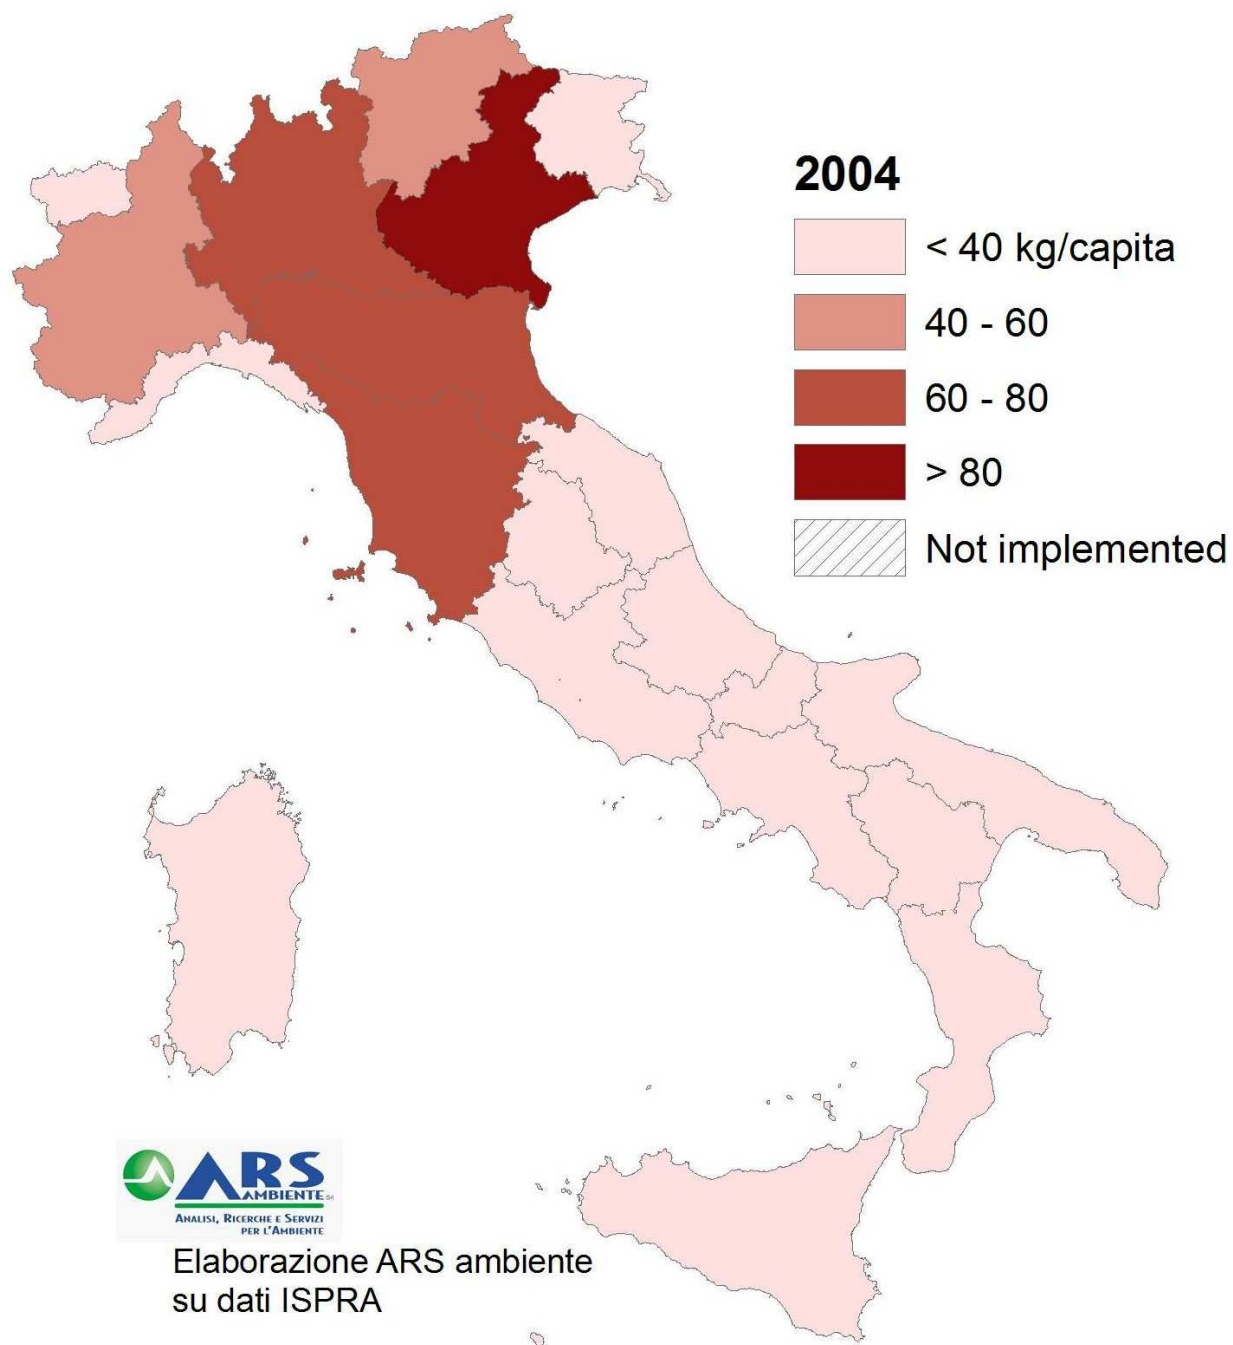 2004
< 40 kg/capita
40 - 60
60 - 80
> 80
Not implemented
ARS
AMBIENTE
ANALISI, RICERCHE E SERVIZI
PER L'AMBIENTE
Elaborazione ARS ambiente
su dati ISPRA